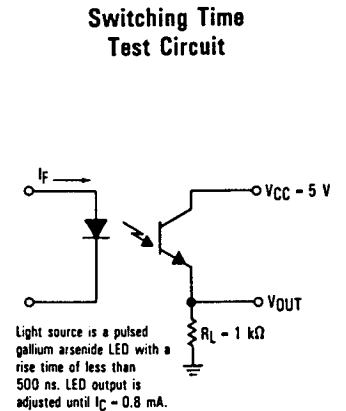 Switching Time
Test Circuit
IF
VCC = 5 V
VOUT
RL = 1 kΩ
Light source is a pulsed
gallium arsenide LED with a
rise time of less than
500 ns. LED output is
adjusted until IC = 0.8 mA.